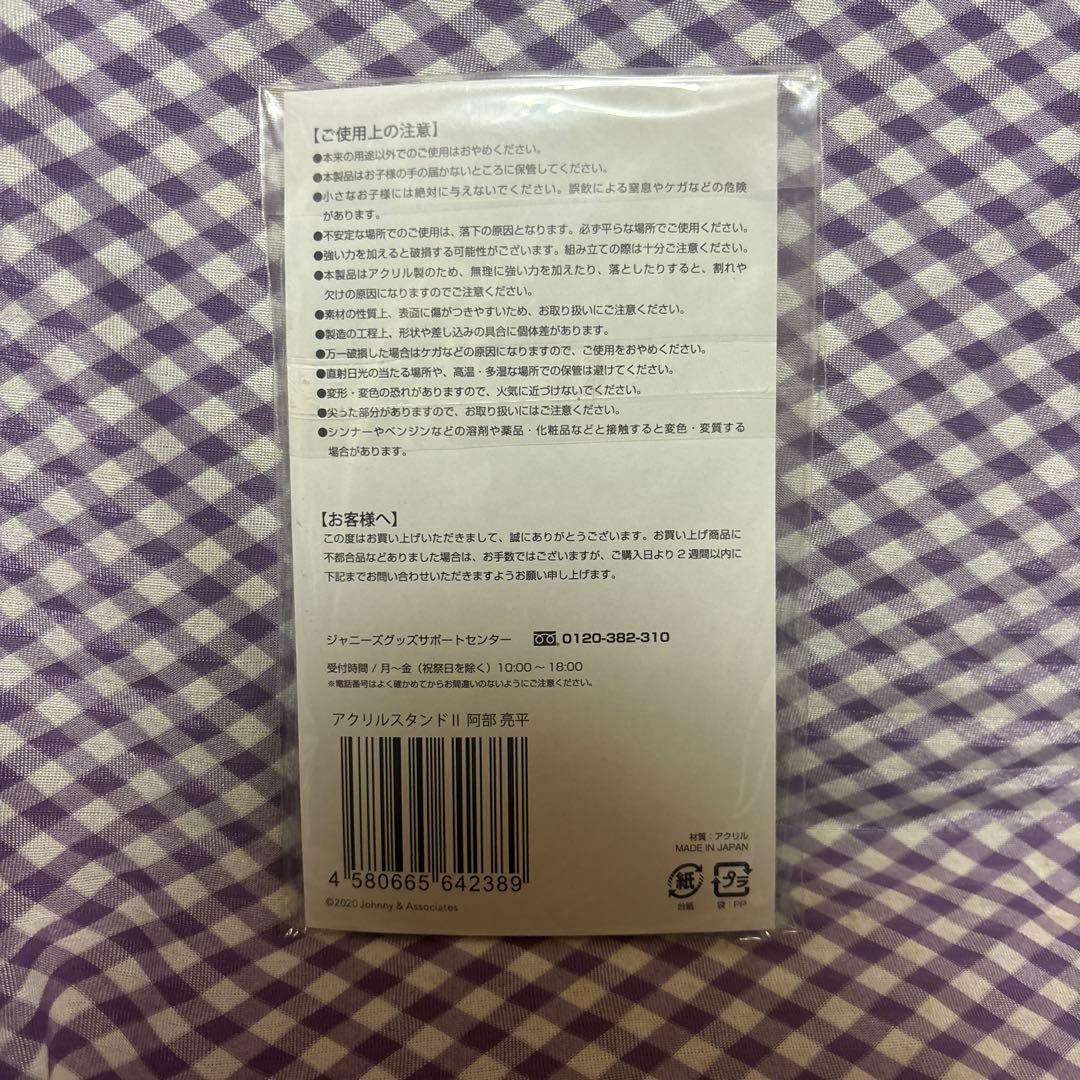 【ご使用上の注意】
●本来の用途以外でのご使用はおやめください。
●本製品はお子様の手の届かないところに保管してください。
●小さなお子様には絶対に与えないでください。誤飲による窒息やケガなどの危険
があります。
●不安定な場所でのご使用は、落下の原因となります。必ず平らな場所でご使用ください。
●強い力を加えると破損する可能性がございます。組み立ての際は十分ご注意ください。
●本製品はアクリル製のため、無理に強い力を加えたり、落としたりすると、割れや
欠けの原因になりますのでご注意ください。
●素材の性質上、表面に傷がつきやすいため、お取り扱いにご注意ください。
●製造の工程上、形状や差し込みの具合に個体差があります。
●万一破損した場合はケガなどの原因になりますので、ご使用をおやめください。
●直射日光の当たる場所や、高温・多湿な場所での保管は避けてください。
●変形・変色の恐れがありますので、火気に近づけないでください。
●尖った部分がありますので、お取り扱いにはご注意ください。
●シンナーやベンジンなどの溶剤や薬品・化粧品などと接触すると変色・変質する
場合があります。
【お客様へ】
この度はお買い上げいただきまして、誠にありがとうございます。お買い上げ商品に
不都合品などありました場合は、お手数ではございますが、ご購入日より2週間以内に
下記までお問い合わせいただきますようお願い申し上げます。
ジャニーズグッズサポートセンター 0120-382-310
受付時間 / 月〜金（祝祭日を除く）10:00 〜 18:00
※電話番号はよく確かめてからお間違いのないようにご注意ください。
アクリルスタンドⅡ 阿部 亮平
4 580665 642389
©2020 Johnny & Associates
材質：アクリル
MADE IN JAPAN
紙 プラ
台紙 袋：PP